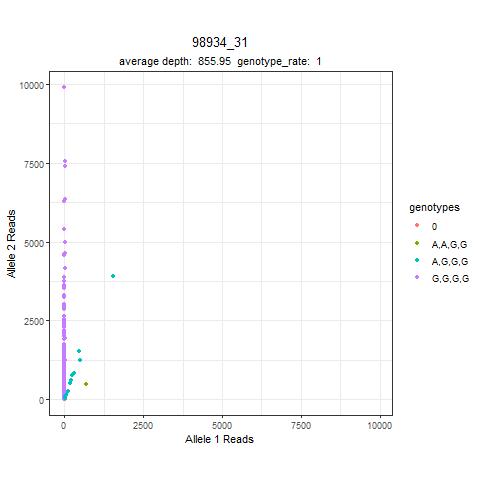 98934_31
average depth:  855.95  genotype_rate:  1
10000
7500
5000
2500
0
Allele 2 Reads
0
2500
5000
7500
10000
Allele 1 Reads
genotypes
0
A,A,G,G
A,G,G,G
G,G,G,G